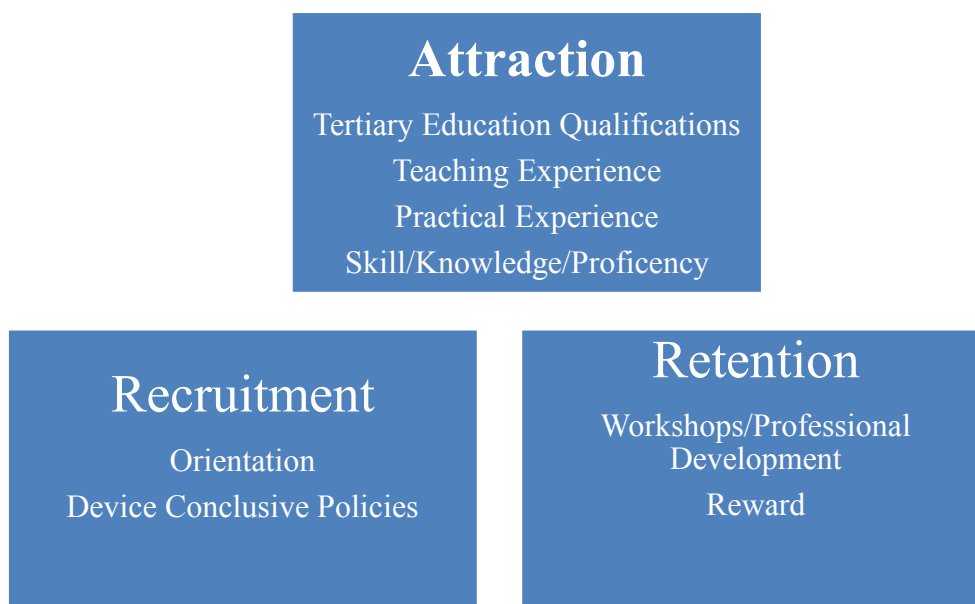 Attraction
Tertiary Education Qualifications
Teaching Experience
Practical Experience
Skill/Knowledge/Proficency
Recruitment
Orientation
Device Conclusive Policies
Retention
Workshops/Professional
Development
Reward